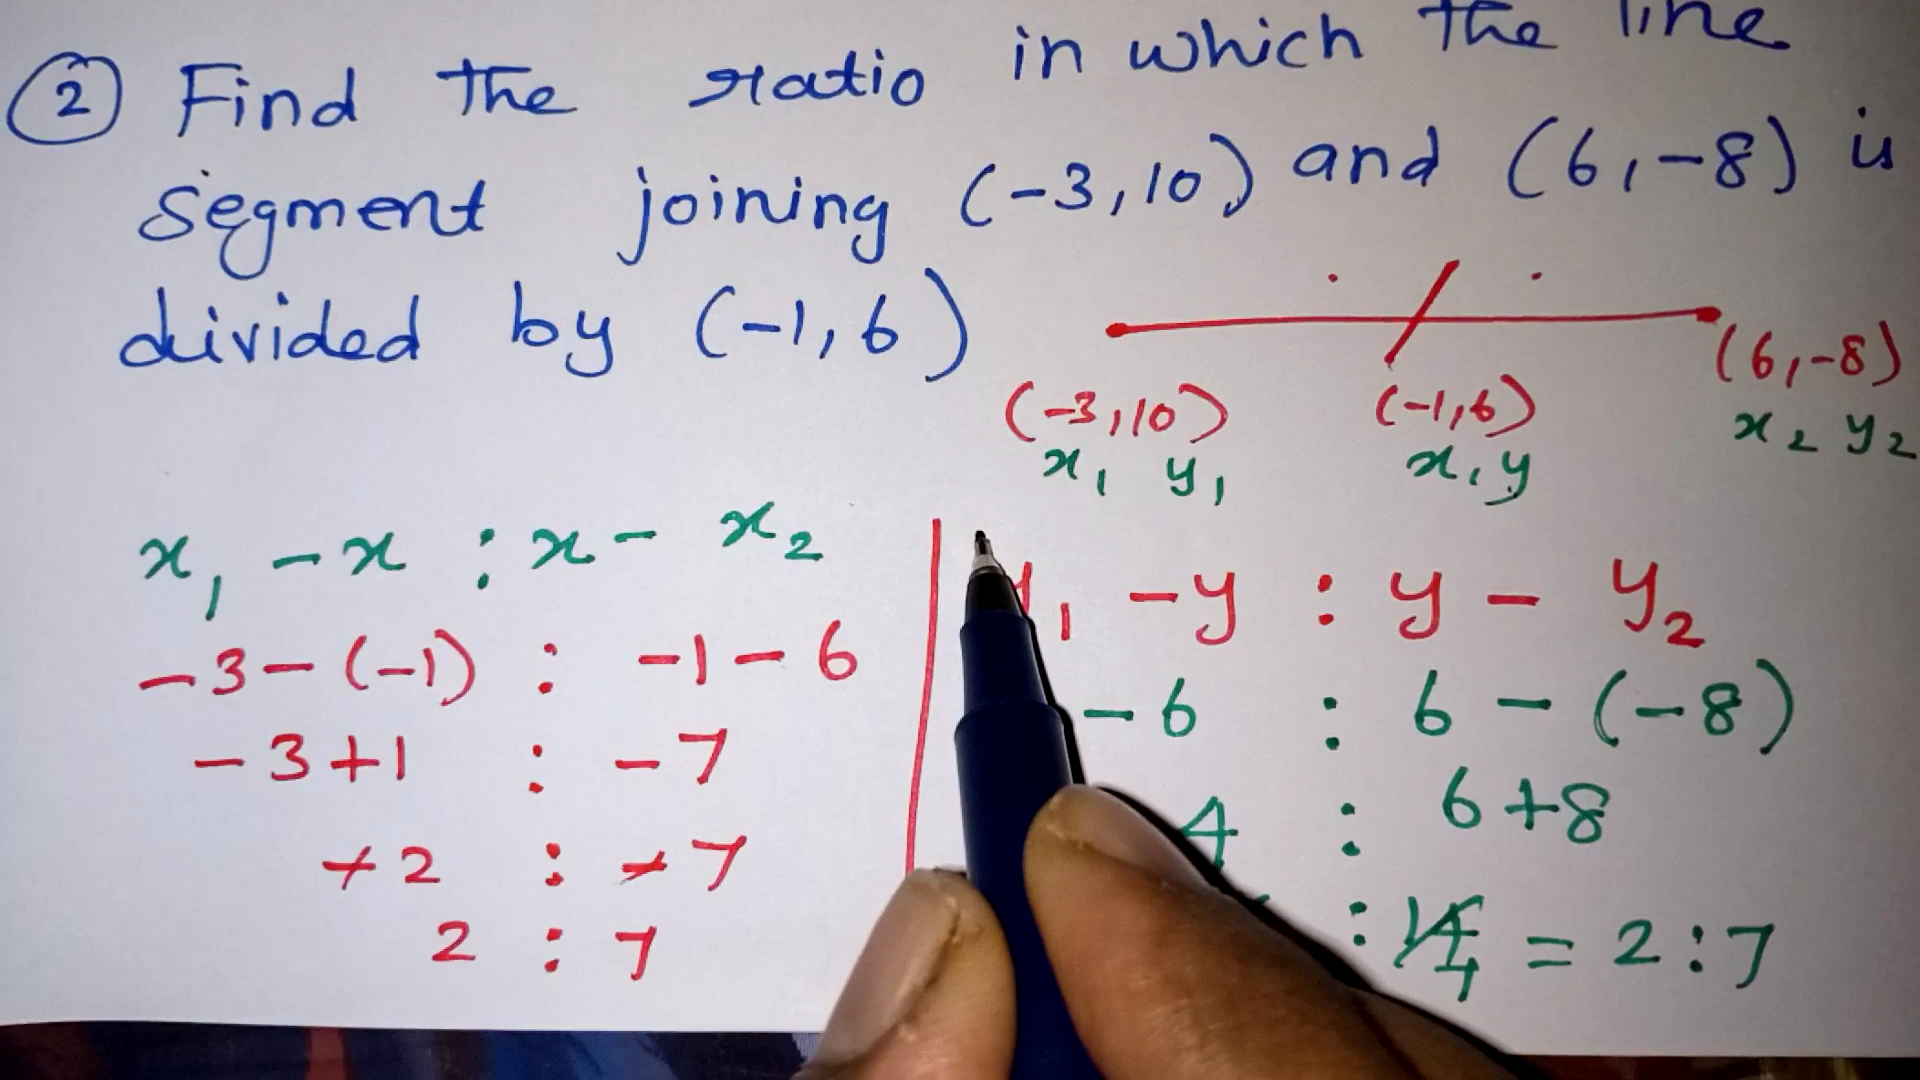 ② Find the ratio in which the line
segment joining (-3,10) and (6,-8) is
divided by (-1,6)
(-3,10) (-1,6) (6,-8)
x₁ y₁ x,y x₂ y₂
x₁ - x : x - x₂
-3-(-1) : -1-6
-3+1 : -7
-2 : -7
2 : 7
₁ - y : y - y₂
- 6 : 6 - (-8)
4 : 6+8
: 14 = 2:7
7